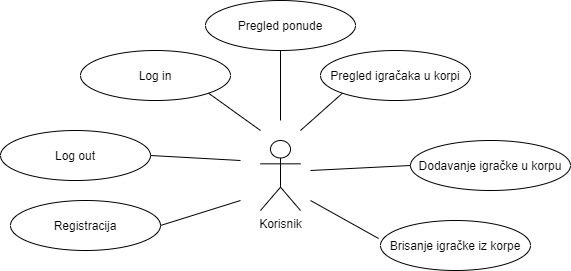 Pregled ponude
Log in
Pregled igračaka u korpi
Log out
Dodavanje igračke u korpu
Registracija
Korisnik
Brisanje igračke iz korpe